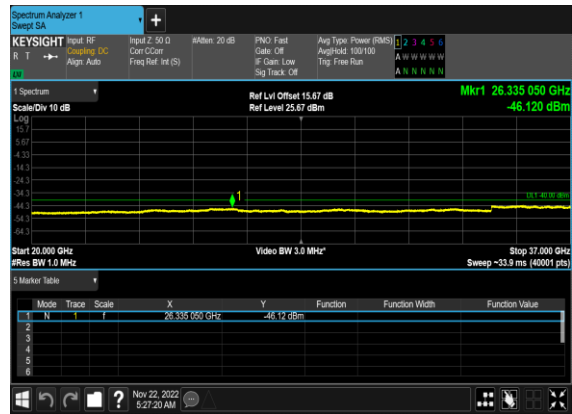 Spectrum Analyzer 1
Swept SA
+
KEYSIGHT Input: RF Input Z: 50 Ω #Atten: 20 dB PNO: Fast Avg Type: Power (RMS) 1 2 3 4 5 6
R T Coupling: DC Corr CCorr Gate: Off Avg|Hold: 100/100 A W W W W W
Align: Auto Freq Ref: Int (S) IF Gain: Low Trig: Free Run
Sig Track: Off A N N N N N
LW
1 Spectrum Ref Lvl Offset 15.67 dB Mkr1 26.335 050 GHz
Scale/Div 10 dB Ref Level 25.67 dBm -46.120 dBm
Log
15.7
5.67
-4.33
-14.3
-24.3
-34.3 1 DL1 -40.00 dBm
-44.3
-54.3
-64.3
Start 20.000 GHz Video BW 3.0 MHz* Stop 37.000 GHz
#Res BW 1.0 MHz Sweep ~33.9 ms (40001 pts)
5 Marker Table
Mode Trace Scale X Y Function Function Width Function Value
1 N 1 f 26.335 050 GHz -46.12 dBm
2
3
4
5
6
? Nov 22, 2022
5:27:20 AM